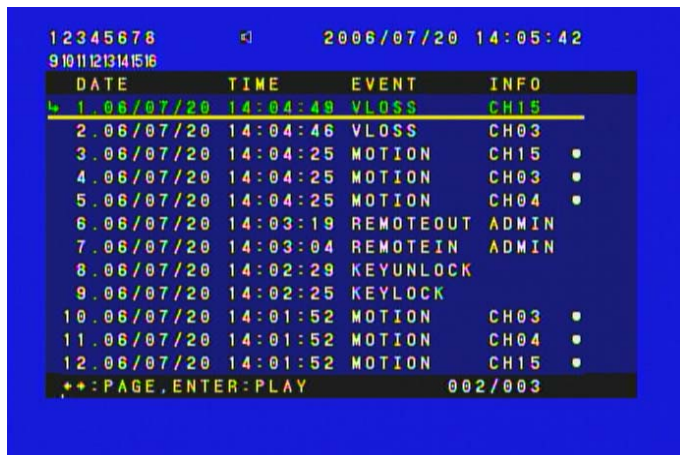 12345678 2006/07/20 14:05:42
9 10 11 12 13 14 15 16
DATE TIME EVENT INFO
1.06/07/20 14:04:49 VLOSS CH15
2.06/07/20 14:04:46 VLOSS CH03
3.06/07/20 14:04:25 MOTION CH15
4.06/07/20 14:04:25 MOTION CH03
5.06/07/20 14:04:25 MOTION CH04
6.06/07/20 14:03:19 REMOTEOUT ADMIN
7.06/07/20 14:03:04 REMOTEIN ADMIN
8.06/07/20 14:02:29 KEYUNLOCK
9.06/07/20 14:02:25 KEYLOCK
10.06/07/20 14:01:52 MOTION CH03
11.06/07/20 14:01:52 MOTION CH04
12.06/07/20 14:01:52 MOTION CH15
:PAGE,ENTER:PLAY 002/003